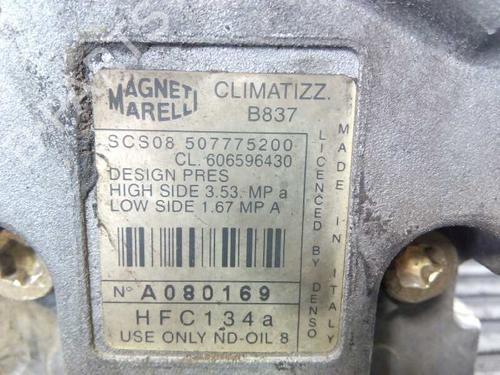 MAGNETI
MARELLI
CLIMATIZZ.
B837
SCS08 507775200
CL. 606596430
DESIGN PRES
HIGH SIDE 3.53. MP a
LOW SIDE 1.67 MP A
N° A080169
HFC134a
USE ONLY ND-OIL 8
LICENCED BY DENSO
MADE IN ITALY